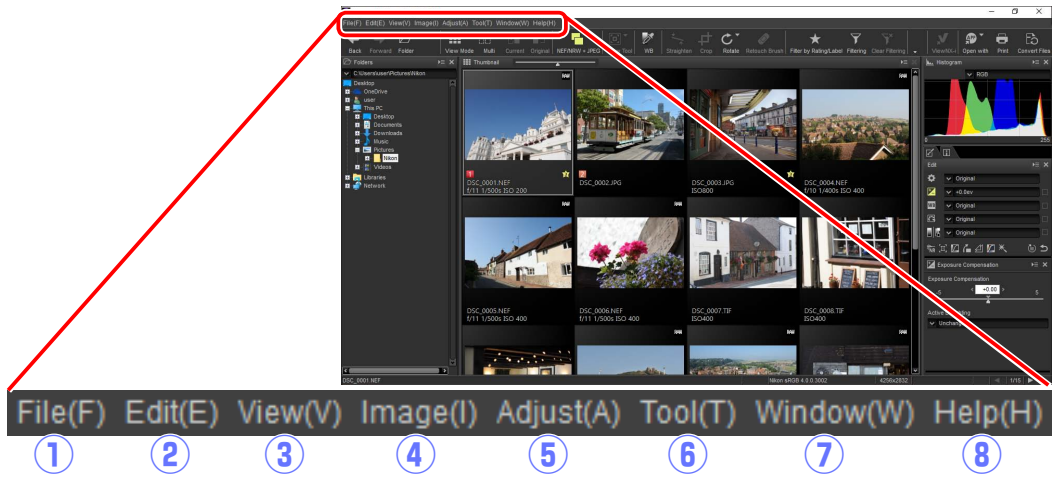 File(F) Edit(E) View(V) Image(I) Adjust(A) Tool(T) Window(W) Help(H)
Back Forward Folder View Mode Multi Current Original NEF/NRW + JPEG Tool WB Straighten Crop Rotate Retouch Brush Filter by Rating/Label Filtering Clear Filtering ViewNX-i Open with Print Convert Files
Folders
C:\Users\user\Pictures\Nikon
Desktop
OneDrive
user
This PC
Desktop
Documents
Downloads
Music
Pictures
Nikon
Videos
Libraries
Network
Thumbnail
1
DSC_0001.NEF
f/11 1/500s ISO 200
2
DSC_0002.JPG
DSC_0003.JPG
ISO800
DSC_0004.NEF
f/10 1/400s ISO 400
DSC_0005.NEF
f/11 1/500s ISO 400
DSC_0006.NEF
f/11 1/500s ISO 400
DSC_0007.TIF
ISO400
DSC_0008.TIF
ISO400
Histogram
RGB
0 255
Edit
Original
+0.0ev
Original
Original
Original
Exposure Compensation
Exposure Compensation
-5 +0.00 5
Active
Unchang
DSC_0001.NEF Nikon sRGB 4.0.0.3002 4256x2832 1/15
File(F) Edit(E) View(V) Image(I) Adjust(A) Tool(T) Window(W) Help(H)
1 2 3 4 5 6 7 8